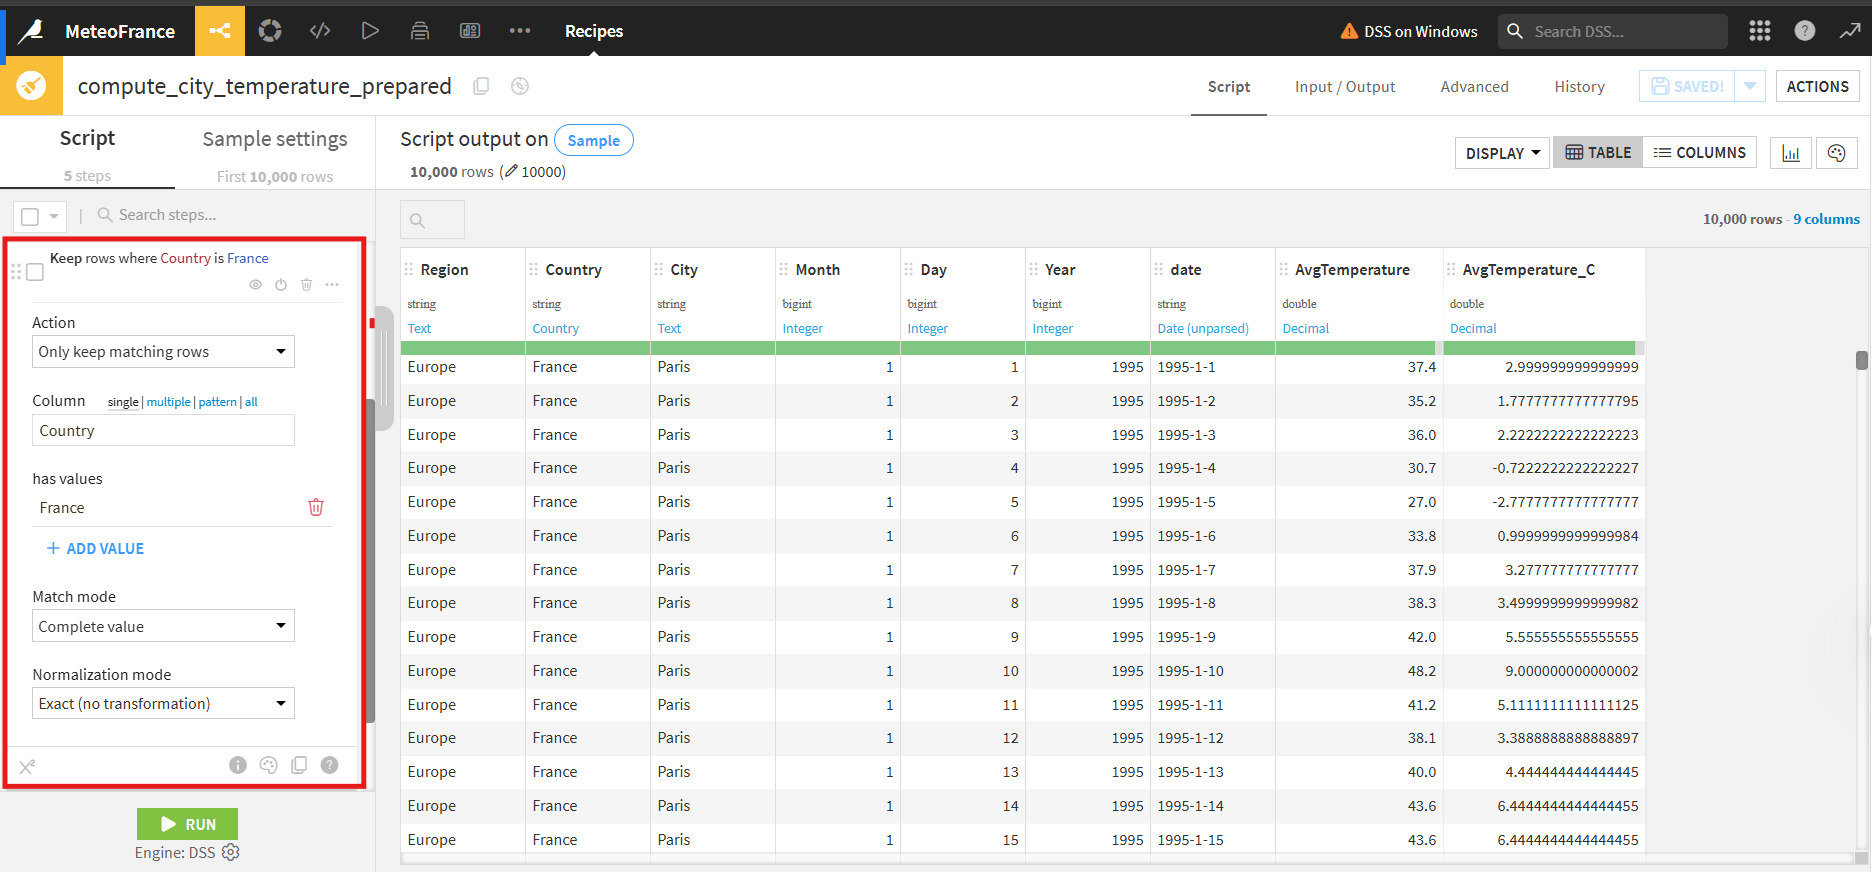 MeteoFrance Recipes DSS on Windows Search DSS...
compute_city_temperature_prepared Script Input / Output Advanced History SAVED! ACTIONS
Script Sample settings
5 steps First 10,000 rows
Search steps...
Keep rows where Country is France
Action
Only keep matching rows
Column single | multiple | pattern | all
Country
has values
France
+ ADD VALUE
Match mode
Complete value
Normalization mode
Exact (no transformation)
RUN
Engine: DSS
Script output on Sample
10,000 rows (10000)
DISPLAY TABLE COLUMNS
10,000 rows - 9 columns
Region Country City Month Day Year date AvgTemperature AvgTemperature_C
string string string bigint bigint bigint string double double
Text Country Text Integer Integer Integer Date (unparsed) Decimal Decimal
Europe France Paris 1 1 1995 1995-1-1 37.4 2.999999999999999
Europe France Paris 1 2 1995 1995-1-2 35.2 1.7777777777777795
Europe France Paris 1 3 1995 1995-1-3 36.0 2.2222222222222223
Europe France Paris 1 4 1995 1995-1-4 30.7 -0.7222222222222227
Europe France Paris 1 5 1995 1995-1-5 27.0 -2.7777777777777777
Europe France Paris 1 6 1995 1995-1-6 33.8 0.9999999999999984
Europe France Paris 1 7 1995 1995-1-7 37.9 3.277777777777777
Europe France Paris 1 8 1995 1995-1-8 38.3 3.4999999999999982
Europe France Paris 1 9 1995 1995-1-9 42.0 5.555555555555555
Europe France Paris 1 10 1995 1995-1-10 48.2 9.000000000000002
Europe France Paris 1 11 1995 1995-1-11 41.2 5.1111111111111125
Europe France Paris 1 12 1995 1995-1-12 38.1 3.3888888888888897
Europe France Paris 1 13 1995 1995-1-13 40.0 4.444444444444445
Europe France Paris 1 14 1995 1995-1-14 43.6 6.4444444444444455
Europe France Paris 1 15 1995 1995-1-15 43.6 6.4444444444444455